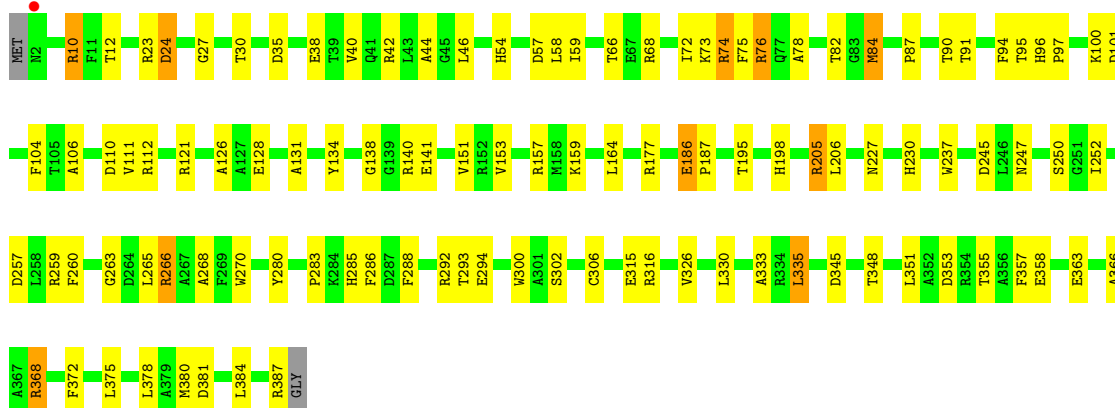 MET N2 R10 F11 T12 R23 D24 G27 T30 D35 E38 T39 V40 Q41 R42 L43 A44 G45 L46 H54 D57 L58 I59 T66 E67 R68 I72 K73 R74 F75 R76 Q77 A78 T82 G83 M84 P87 T90 T91 F94 T95 H96 P97 K100 D101
F104 T105 A106 D110 V111 R112 R121 A126 A127 E128 A131 Y134 G138 G139 R140 E141 V151 R152 V153 R157 M158 K159 L164 R177 E186 P187 T195 H198 R205 L206 N227 H230 W237 D245 L246 N247 S250 G251 I252
D257 L258 R259 F260 G263 D264 L265 R266 A267 A268 F269 W270 Y280 P283 K284 H285 F286 D287 F288 R292 T293 E294 W300 A301 S302 C306 E315 R316 V326 L330 A333 R334 L335 D345 T348 L351 A352 D353 R354 T355 A356 F357 E358 E363 A366
A367 R368 F372 L375 L378 A379 M380 D381 L384 R387 GLY